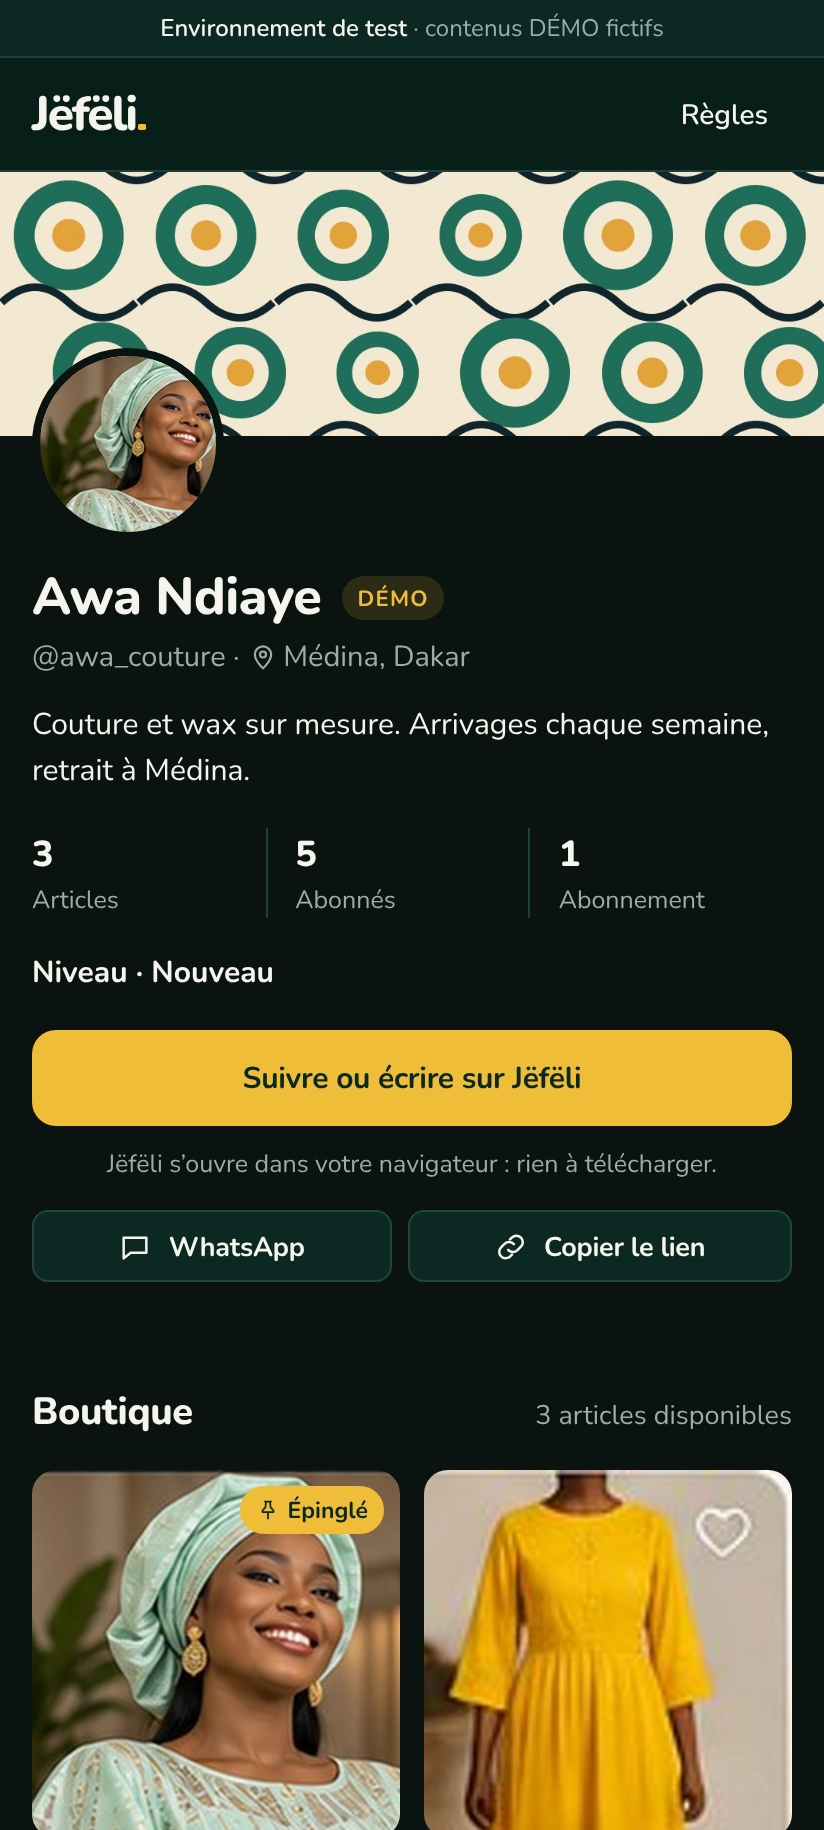 Environnement de test · contenus DÉMO fictifs
Jëfëli.
Règles
Awa Ndiaye DÉMO
@awa_couture · Médina, Dakar
Couture et wax sur mesure. Arrivages chaque semaine,
retrait à Médina.
3 5 1
Articles Abonnés Abonnement
Niveau · Nouveau
Suivre ou écrire sur Jëfëli
Jëfëli s’ouvre dans votre navigateur : rien à télécharger.
WhatsApp
Copier le lien
Boutique
3 articles disponibles
Épinglé